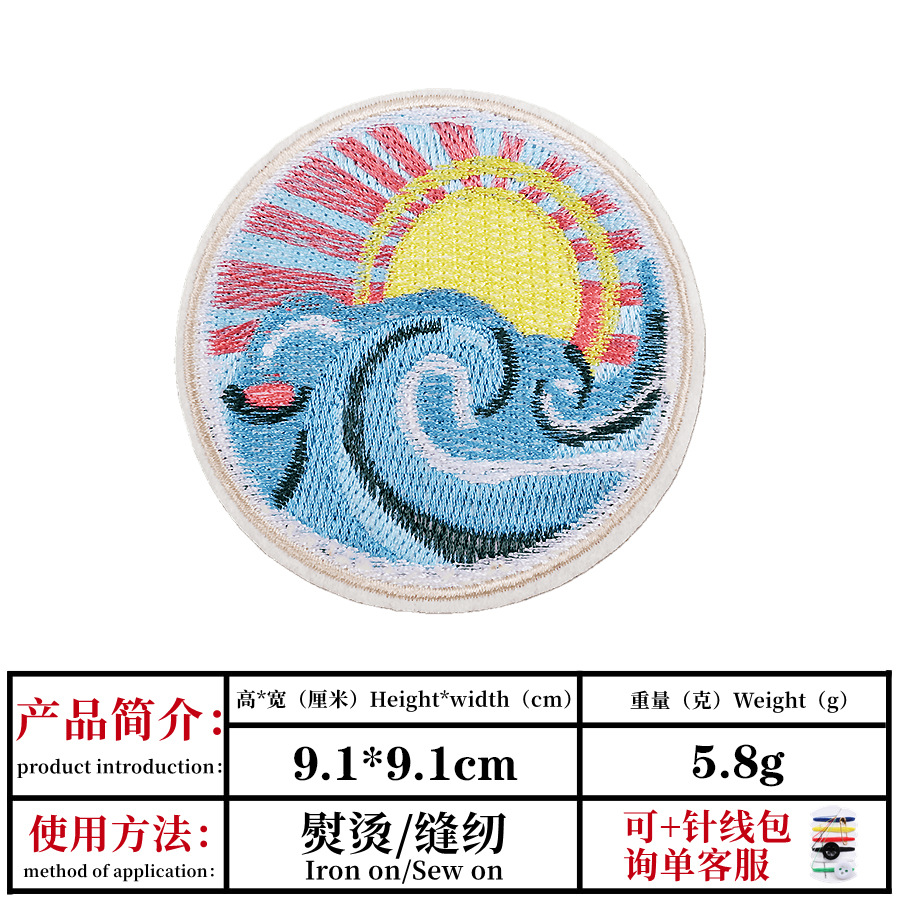 产品简介：
product introduction：
高*宽（厘米）Height*width（cm）
9.1*9.1cm
重量（克）Weight（g）
5.8g
使用方法：
method of application：
熨烫/缝纫
Iron on/Sew on
可+针线包
询单客服